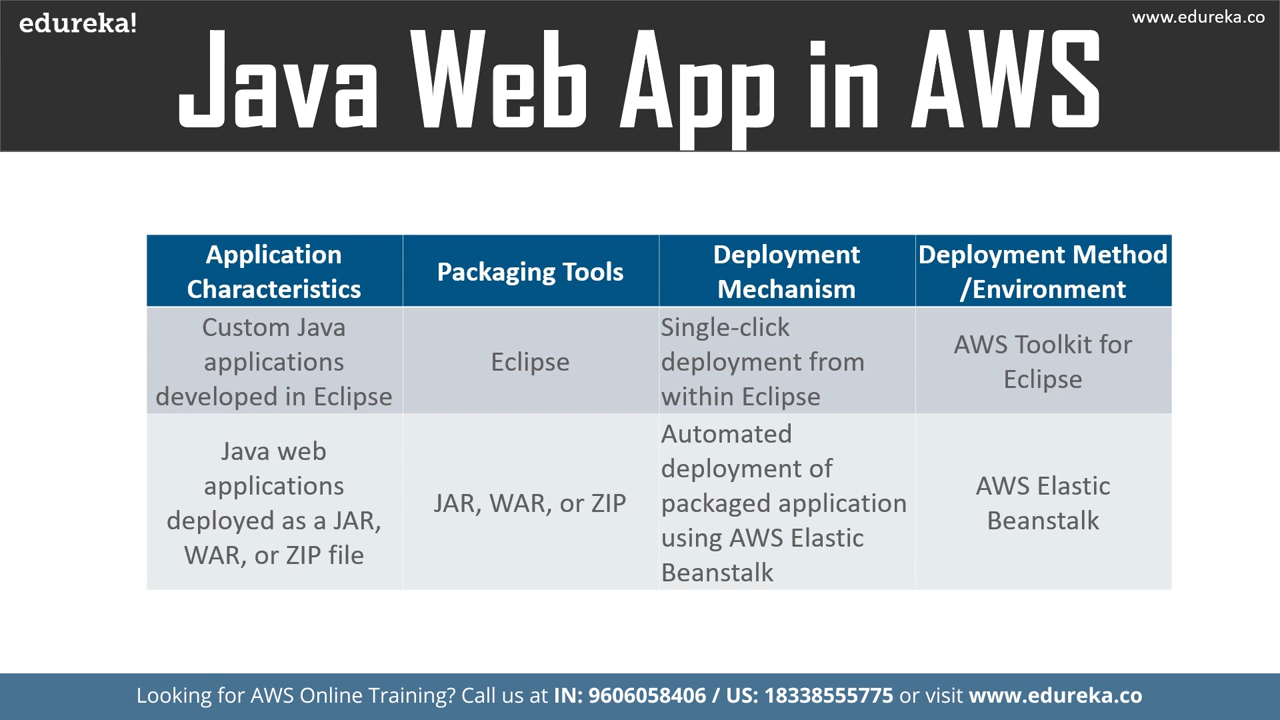 edureka!
www.edureka.co
Java Web App in AWS
Application
Characteristics
Packaging Tools
Deployment
Mechanism
Deployment Method
/Environment
Custom Java
applications
developed in Eclipse
Eclipse
Single-click
deployment from
within Eclipse
AWS Toolkit for
Eclipse
Java web
applications
deployed as a JAR,
WAR, or ZIP file
JAR, WAR, or ZIP
Automated
deployment of
packaged application
using AWS Elastic
Beanstalk
AWS Elastic
Beanstalk
Looking for AWS Online Training? Call us at IN: 9606058406 / US: 18338555775 or visit www.edureka.co